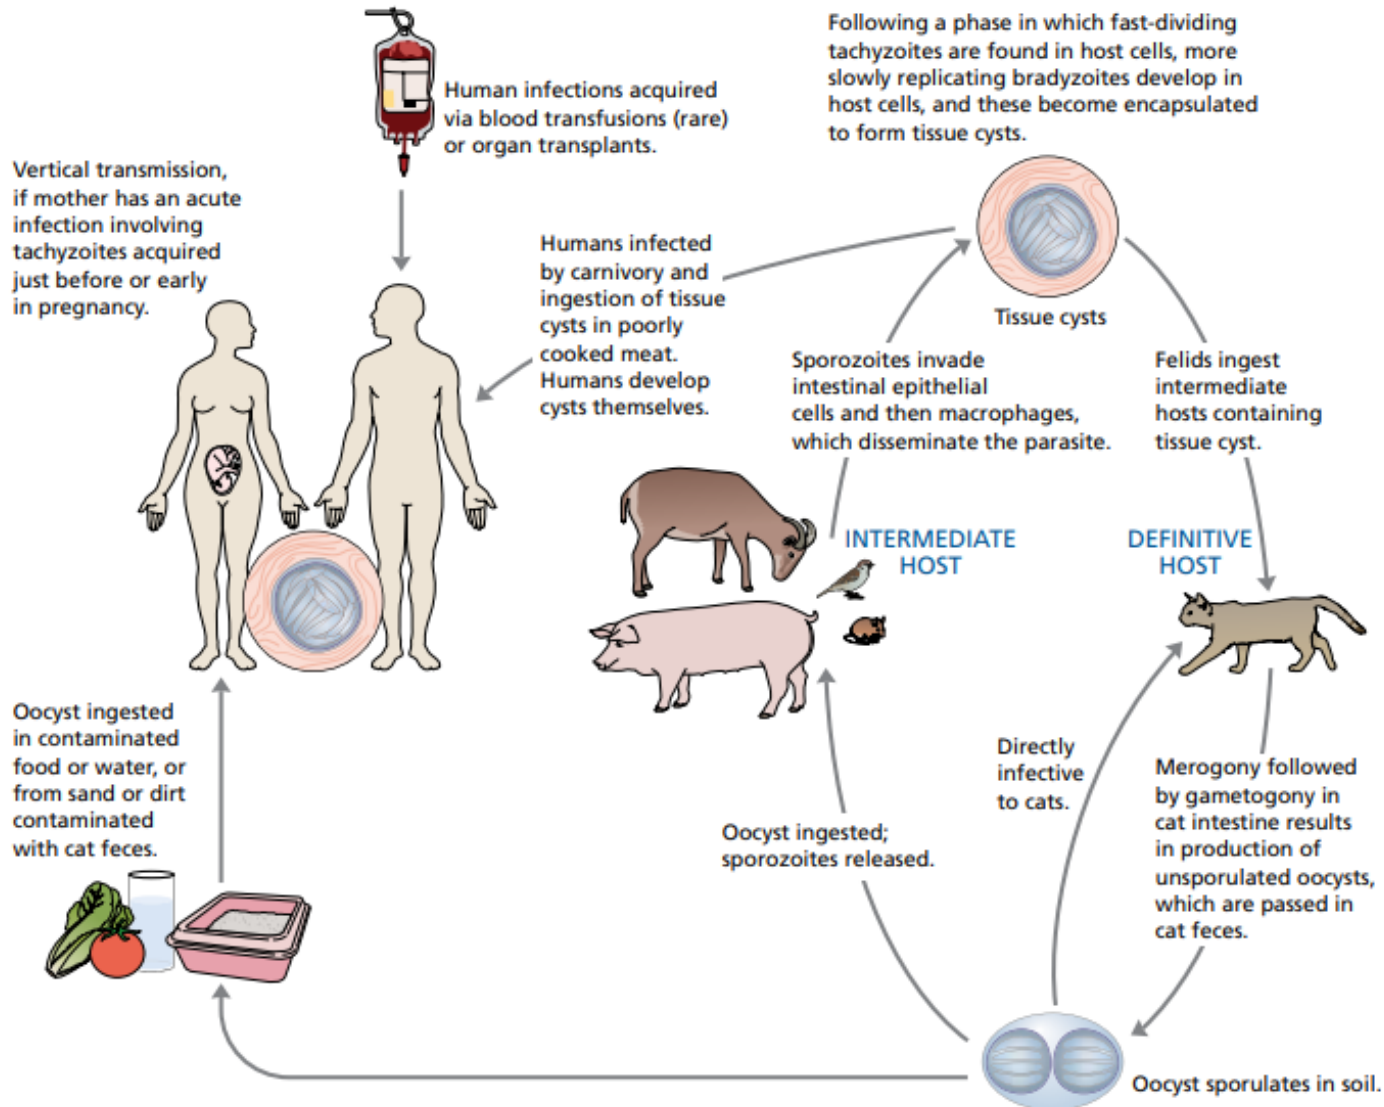 Following a phase in which fast-dividing
tachyzoites are found in host cells, more
slowly replicating bradyzoites develop in
host cells, and these become encapsulated
to form tissue cysts.
Human infections acquired
via blood transfusions (rare)
or organ transplants.
Vertical transmission,
if mother has an acute
infection involving
tachyzoites acquired
just before or early
in pregnancy.
Humans infected
by carnivory and
ingestion of tissue
cysts in poorly
cooked meat.
Humans develop
cysts themselves.
Tissue cysts
Sporozoites invade
intestinal epithelial
cells and then macrophages,
which disseminate the parasite.
Felids ingest
intermediate
hosts containing
tissue cyst.
INTERMEDIATE
HOST
DEFINITIVE
HOST
Oocyst ingested
in contaminated
food or water, or
from sand or dirt
contaminated
with cat feces.
Oocyst ingested;
sporozoites released.
Directly
infective
to cats.
Merogony followed
by gametogony in
cat intestine results
in production of
unsporulated oocysts,
which are passed in
cat feces.
Oocyst sporulates in soil.